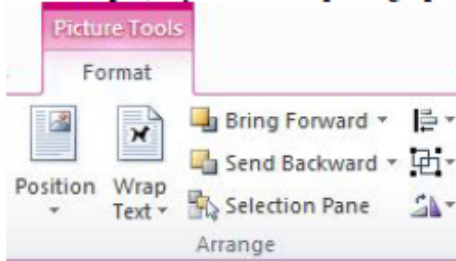 Picture Tools
Format
Bring Forward
Send Backward
Selection Pane
Position
Wrap
Text
Arrange